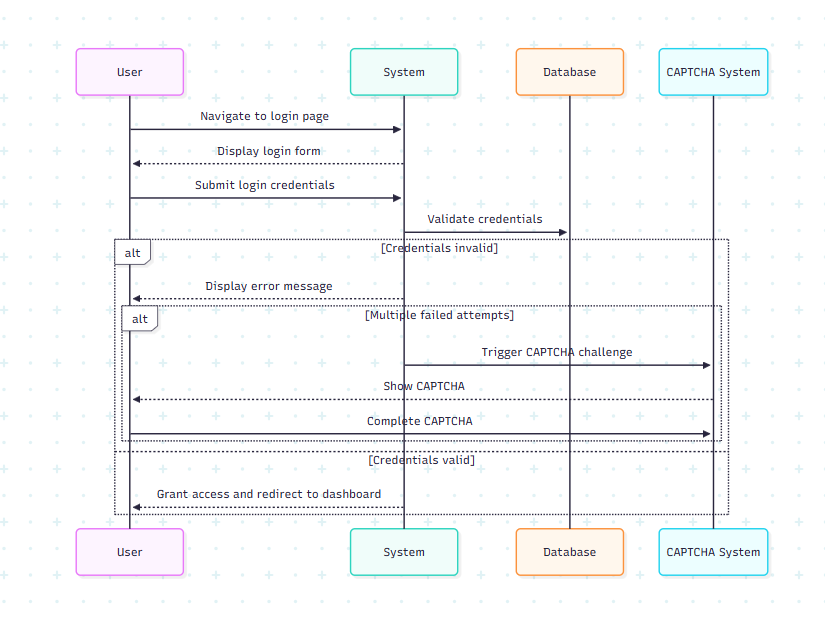 User
System
Database
CAPTCHA System
Navigate to login page
Display login form
Submit login credentials
Validate credentials
alt
[Credentials invalid]
Display error message
alt
[Multiple failed attempts]
Trigger CAPTCHA challenge
Show CAPTCHA
Complete CAPTCHA
[Credentials valid]
Grant access and redirect to dashboard
User
System
Database
CAPTCHA System